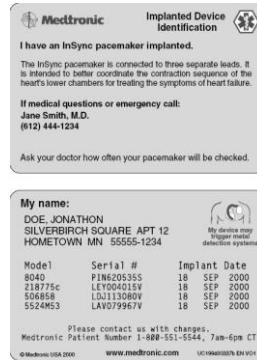 Medtronic
Implanted Device
Identification
I have an InSync pacemaker implanted.
The InSync pacemaker is connected to three separate leads. It
is intended to better coordinate the contraction sequence of the
heart's lower chambers for treating the symptoms of heart failure.
If medical questions or emergency call:
Jane Smith, M.D.
(612) 444-1234
Ask your doctor how often your pacemaker will be checked.
My name:
DOE, JONATHON
SILVERBIRCH SQUARE APT 12
HOMETOWN MN 55555-1234
My device may
trigger metal
detection systems
Model Serial # Implant Date
8040 PIN620535S 18 SEP 2000
218775c LEY004015V 18 SEP 2000
506858 LDJ113080V 18 SEP 2000
5524M53 LAV079967V 18 SEP 2000
Please contact us with changes.
Medtronic Patient Number 1-800-551-5544, 7am-6pm CT
© Medtronic USA 2000 www.medtronic.com